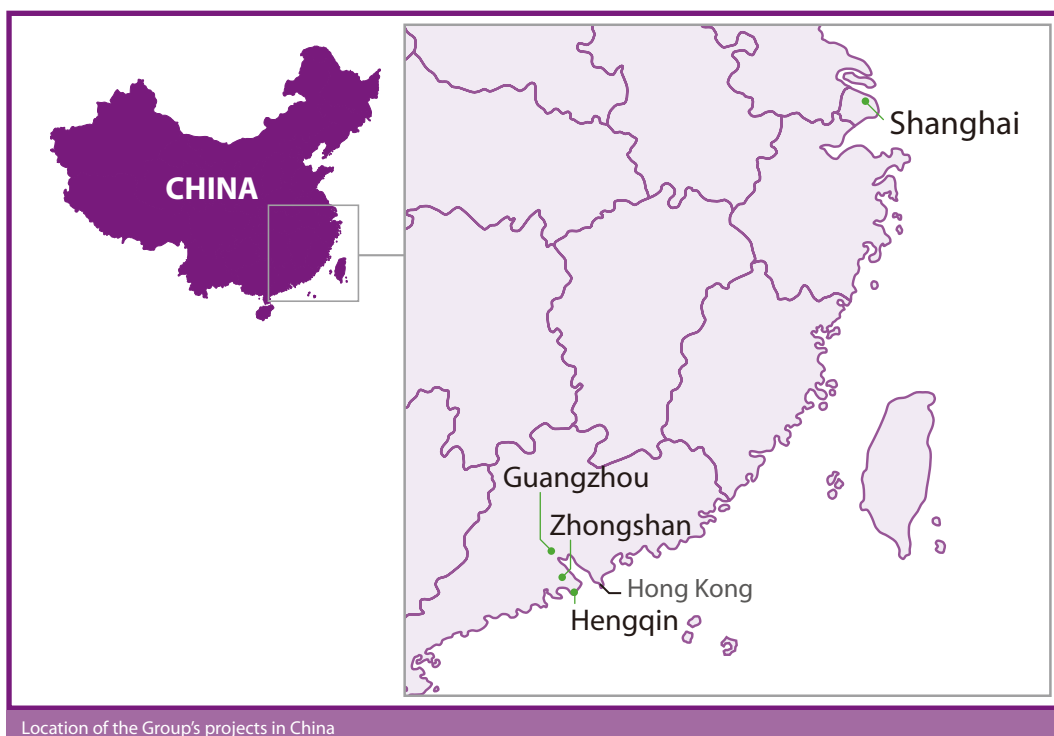 CHINA
Shanghai
Guangzhou
Zhongshan
Hong Kong
Hengqin
Location of the Group's projects in China